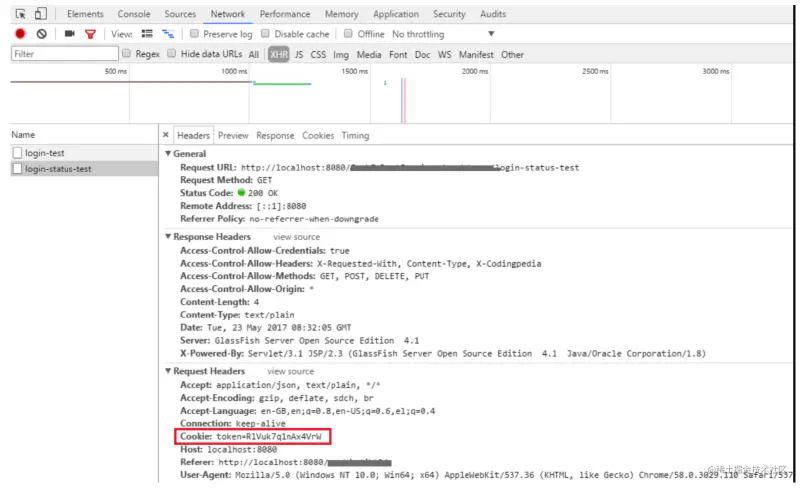 Elements Console Sources Network Performance Memory Application Security Audits
View: Preserve log Disable cache Offline No throttling
Filter Regex Hide data URLs All XHR JS CSS Img Media Font Doc WS Manifest Other
500 ms 1000 ms 1500 ms 2000 ms 2500 ms 3000 ms
Name
login-test
login-status-test
Headers Preview Response Cookies Timing
General
Request URL: http://localhost:8080/ login-status-test
Request Method: GET
Status Code: 200 OK
Remote Address: [::1]:8080
Referrer Policy: no-referrer-when-downgrade
Response Headers view source
Access-Control-Allow-Credentials: true
Access-Control-Allow-Headers: X-Requested-With, Content-Type, X-Codingpedia
Access-Control-Allow-Methods: GET, POST, DELETE, PUT
Access-Control-Allow-Origin: *
Content-Length: 4
Content-Type: text/plain
Date: Tue, 23 May 2017 08:32:05 GMT
Server: GlassFish Server Open Source Edition 4.1
X-Powered-By: Servlet/3.1 JSP/2.3 (GlassFish Server Open Source Edition 4.1 Java/Oracle Corporation/1.8)
Request Headers view source
Accept: application/json, text/plain, */*
Accept-Encoding: gzip, deflate, sdch, br
Accept-Language: en-GB,en;q=0.8,en-US;q=0.6,el;q=0.4
Connection: keep-alive
Cookie: token=RlVuk7q1nAx4VrW
Host: localhost:8080
Referer: http://localhost:8080/
User-Agent: Mozilla/5.0 (Windows NT 10.0; Win64; x64) AppleWebKit/537.36 (KHTML, like Gecko) Chrome/58.0.3029.110 Safari/537
@稀土掘金技术社区